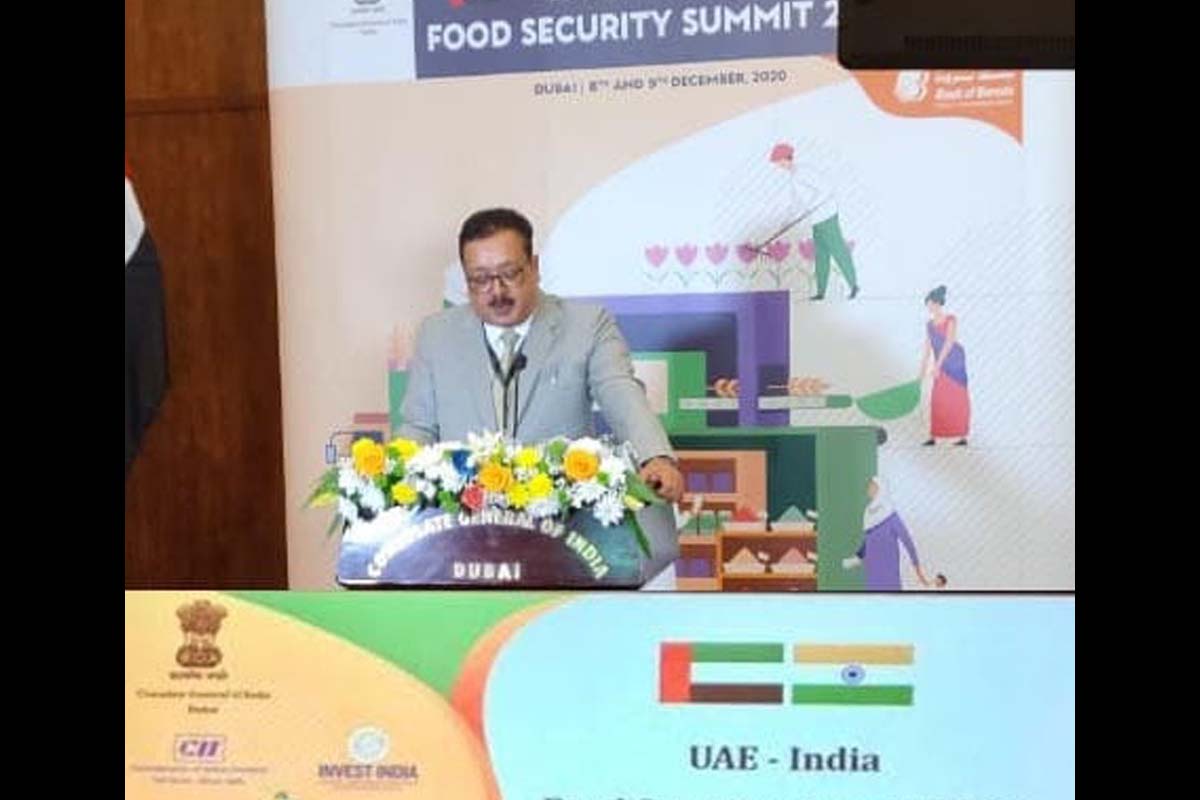 FOOD SECURITY SUMMIT 2
DUBAI | 8TH AND 9TH DECEMBER, 2020
Bank of Baroda
CONSULATE GENERAL OF INDIA
DUBAI
Consulate General of India
Dubai
CII
INVEST INDIA
UAE - India